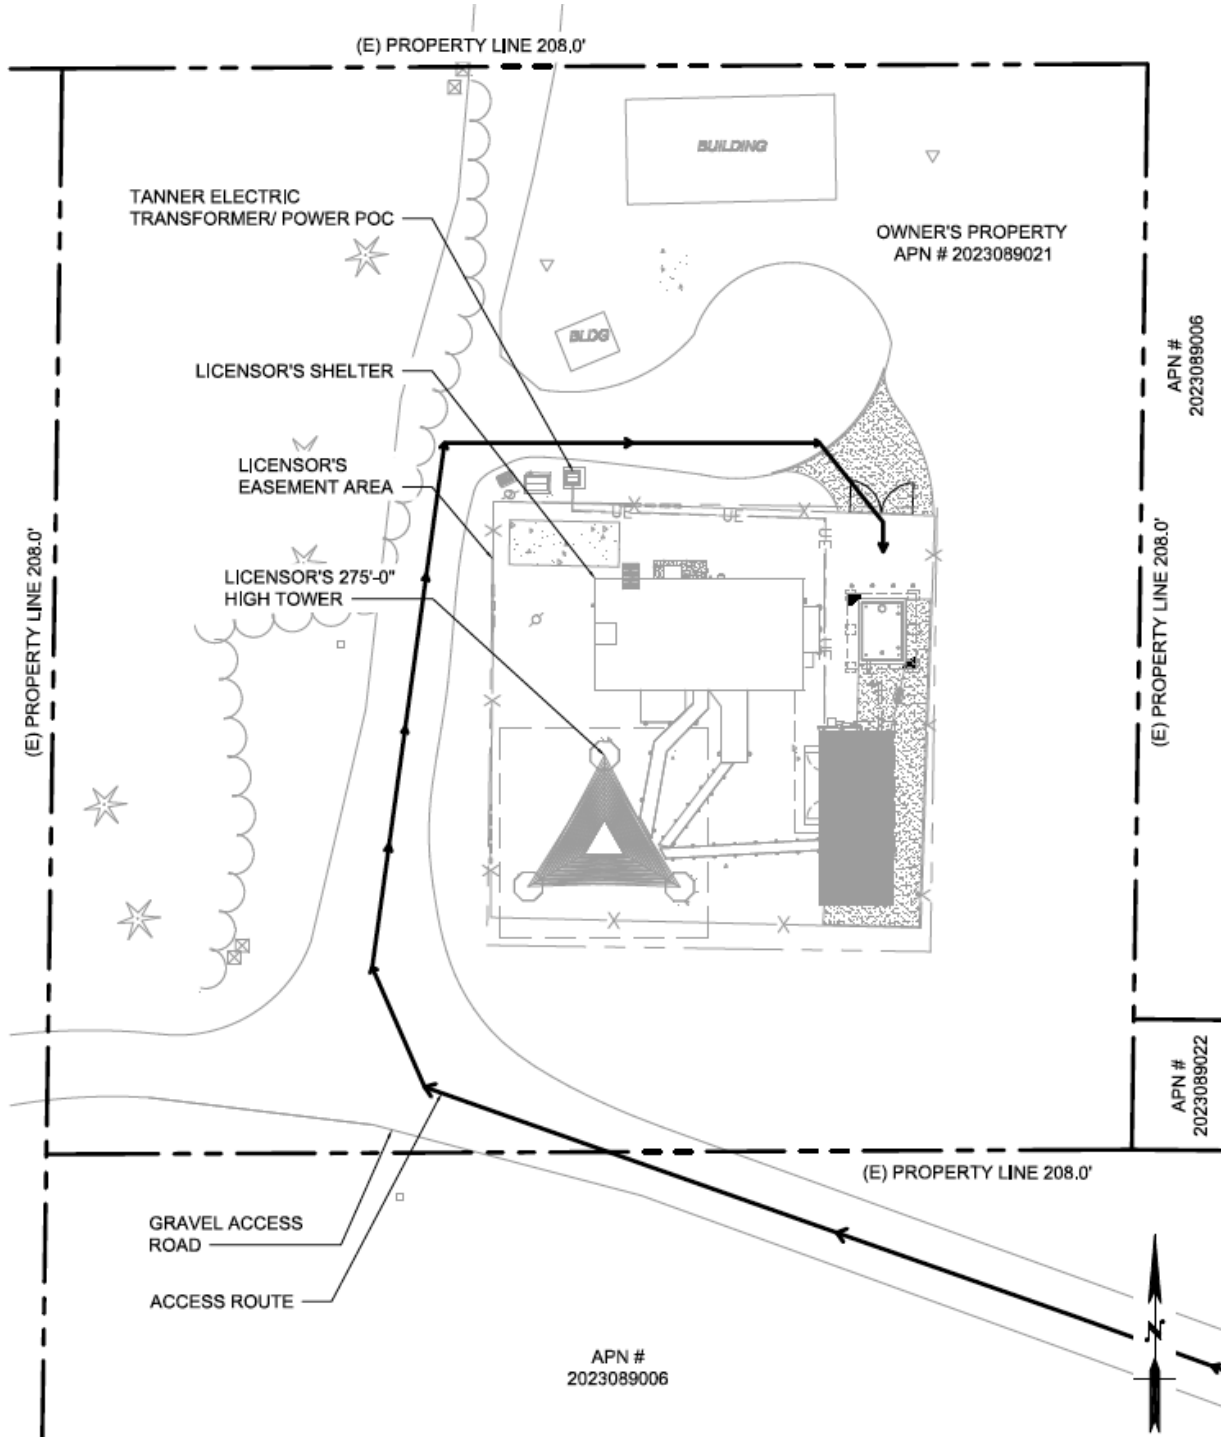 (E) PROPERTY LINE 208.0'
BUILDING
TANNER ELECTRIC
TRANSFORMER/ POWER POC
OWNER'S PROPERTY
APN # 2023089021
BLDG
APN #
2023089006
LICENSOR'S SHELTER
LICENSOR'S
EASEMENT AREA
UE
UE
UE
LICENSOR'S 275'-0"
HIGH TOWER
UE
(E) PROPERTY LINE 208.0'
(E) PROPERTY LINE 208.0'
APN #
2023089022
(E) PROPERTY LINE 208.0'
GRAVEL ACCESS
ROAD
ACCESS ROUTE
N
APN #
2023089006